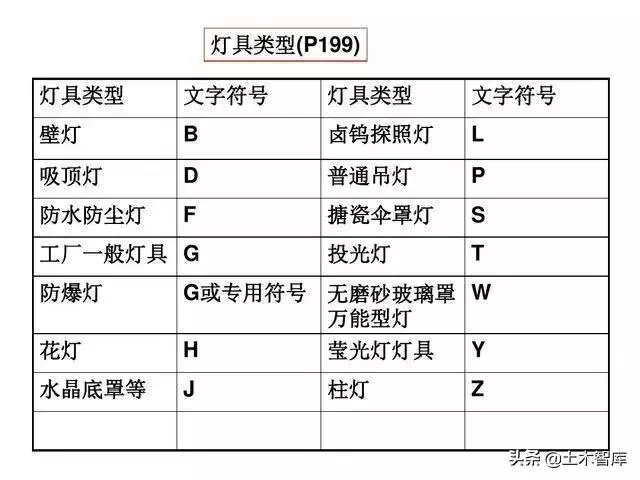 灯具类型(P199)
灯具类型 文字符号 灯具类型 文字符号
壁灯 B 卤钨探照灯 L
吸顶灯 D 普通吊灯 P
防水防尘灯 F 搪瓷伞罩灯 S
工厂一般灯具 G 投光灯 T
防爆灯 G或专用符号 无磨砂玻璃罩 W
万能型灯
花灯 H 莹光灯灯具 Y
水晶底罩等 J 柱灯 Z
头条 @土木智库